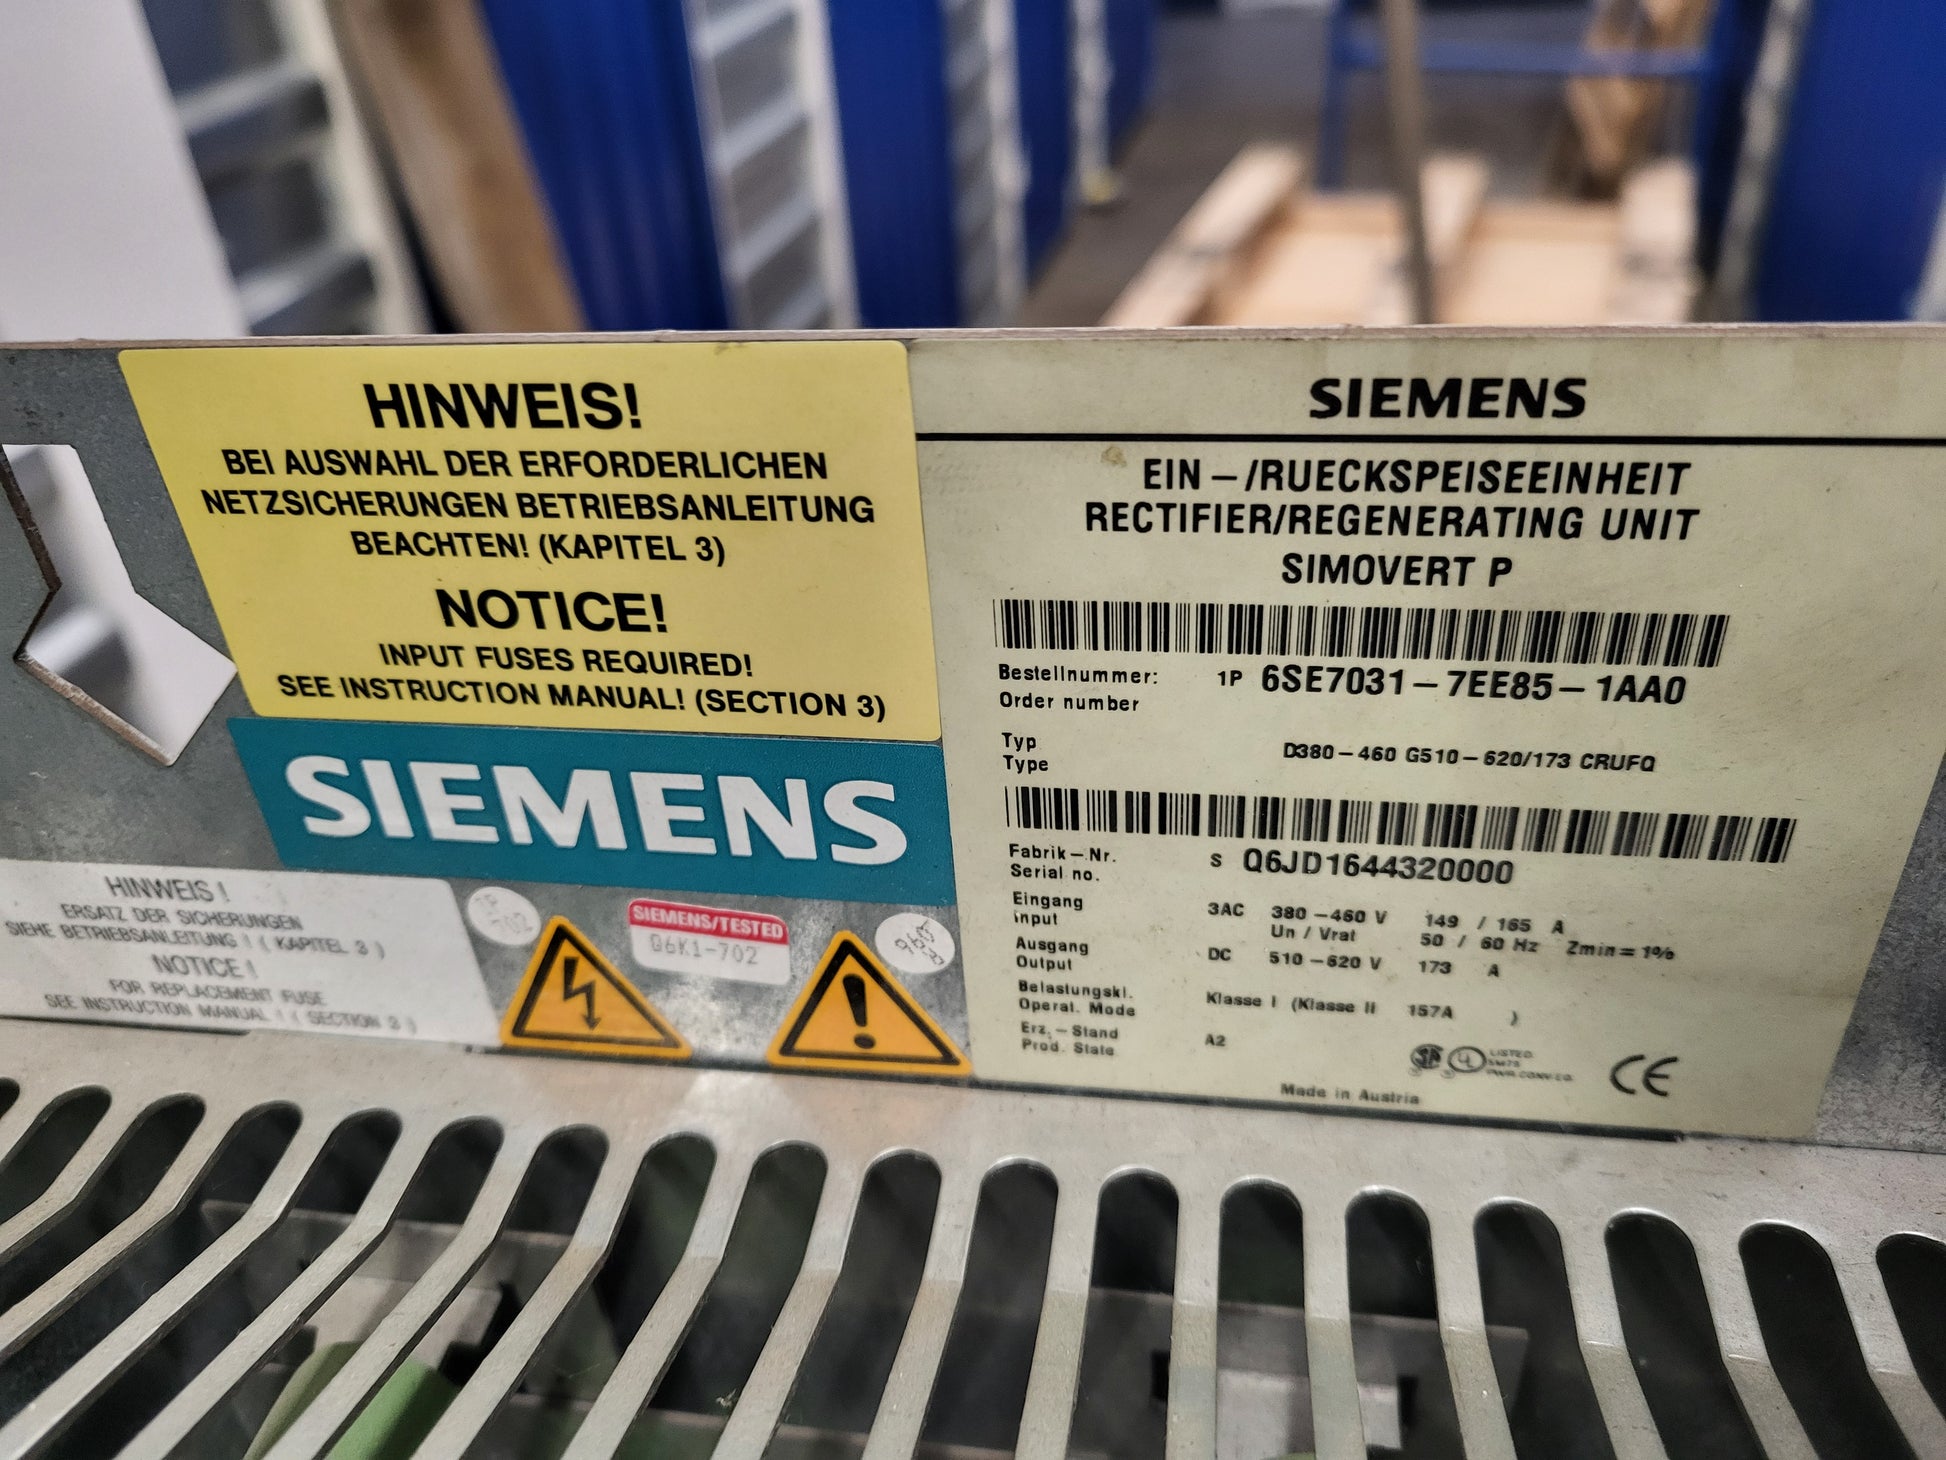 HINWEIS!
BEI AUSWAHL DER ERFORDERLICHEN
NETZSICHERUNGEN BETRIEBSANLEITUNG
BEACHTEN! (KAPITEL 3)
NOTICE!
INPUT FUSES REQUIRED!
SEE INSTRUCTION MANUAL! (SECTION 3)
SIEMENS
HINWEIS !
ERSATZ DER SICHERUNGEN
SIEHE BETRIEBSANLEITUNG ! ( KAPITEL 3 )
NOTICE !
FOR REPLACEMENT FUSE
SEE INSTRUCTION MANUAL ! ( SECTION 3 )
702
SIEMENS/TESTED
Q6K1-702
SIEMENS
EIN-/RUECKSPEISEEINHEIT
RECTIFIER/REGENERATING UNIT
SIMOVERT P
Bestellnummer: 1P 6SE7031-7EE85-1AA0
Order number
Typ D380-460 G510-620/173 CRUFQ
Type
Fabrik-Nr. S Q6JD1644320000
Serial no.
Eingang 3AC 380-460 V 149 / 165 A
Input Un / Vrat 50 / 60 Hz Zmin=1%
Ausgang DC 510-620 V 173 A
Output
Belastungskl. Klasse I (Klasse II 157A )
Operat. Mode
Erz.-Stand A2
Prod. State
LISTED
PWR.CONV.EQ.
CE
Made in Austria